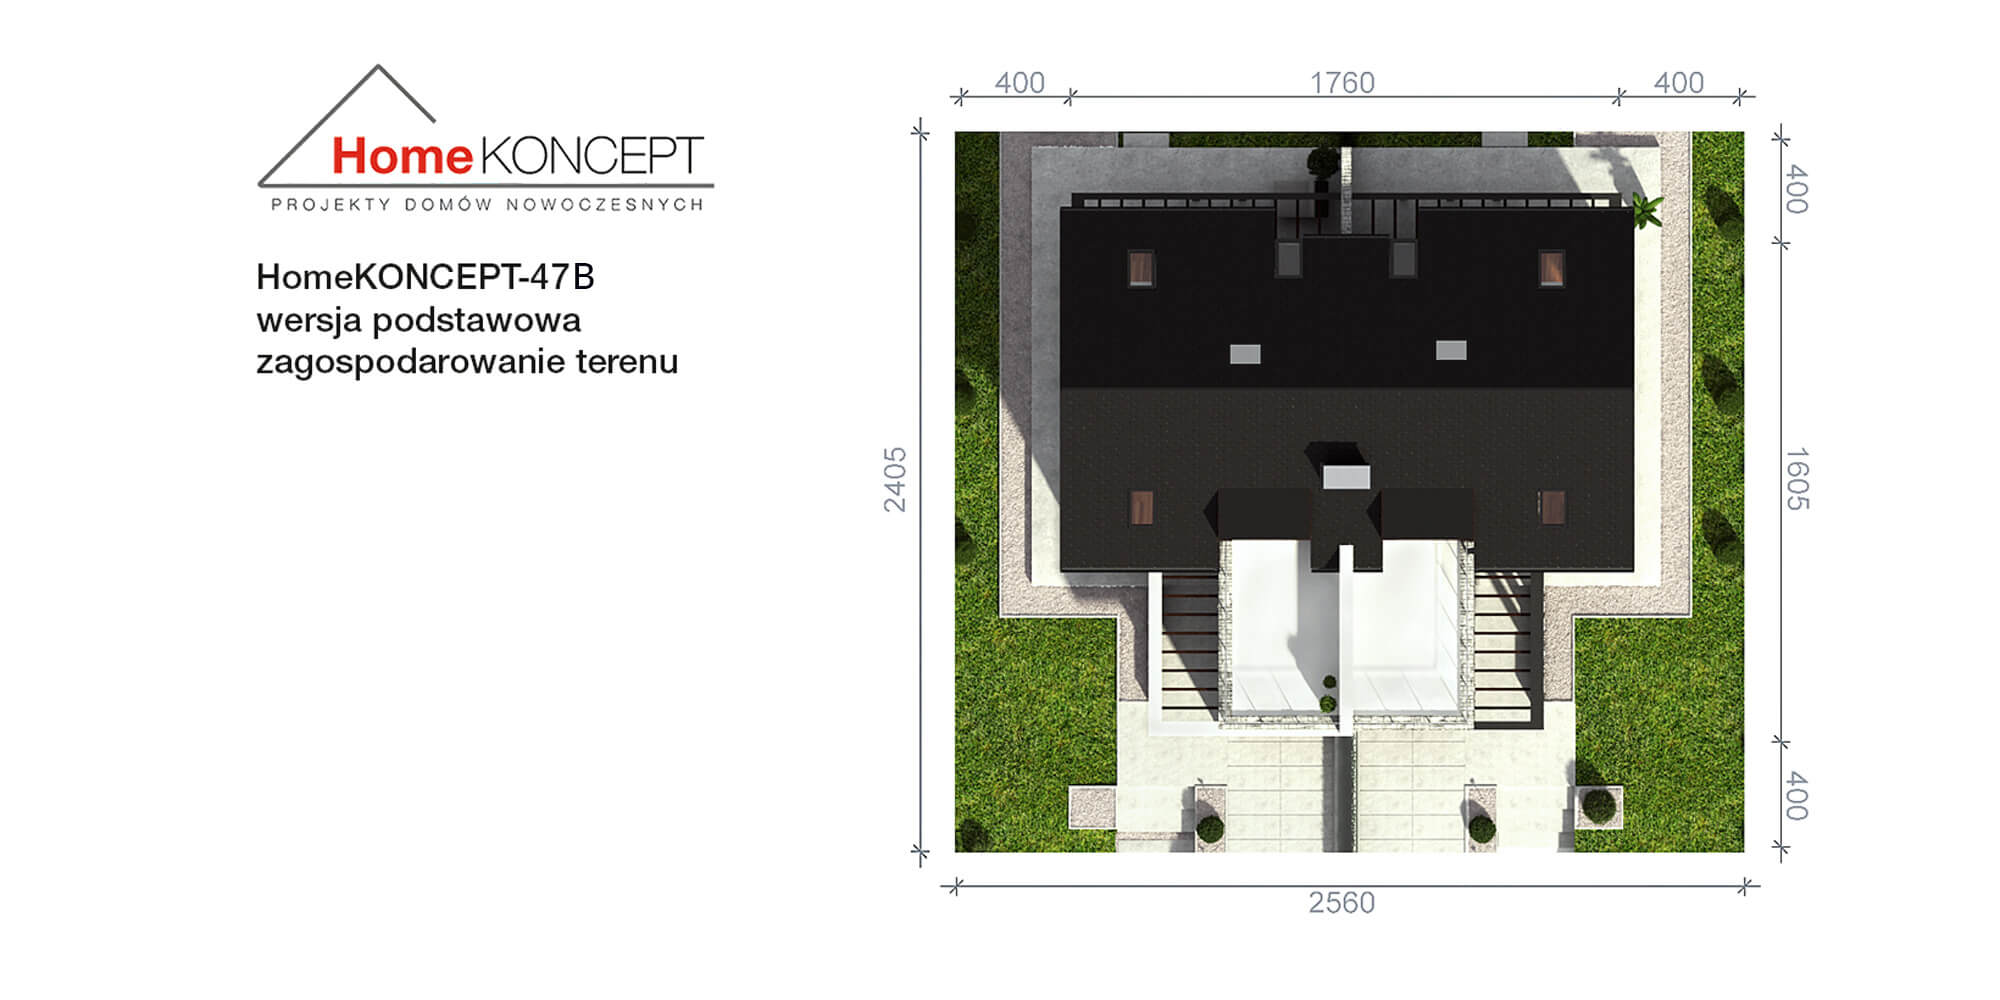 HomeKONCEPT
PROJEKTY DOMÓW NOWOCZESNYCH
HomeKONCEPT-47B
wersja podstawowa
zagospodarowanie terenu
400
1760
400
2405
400
1605
400
2560